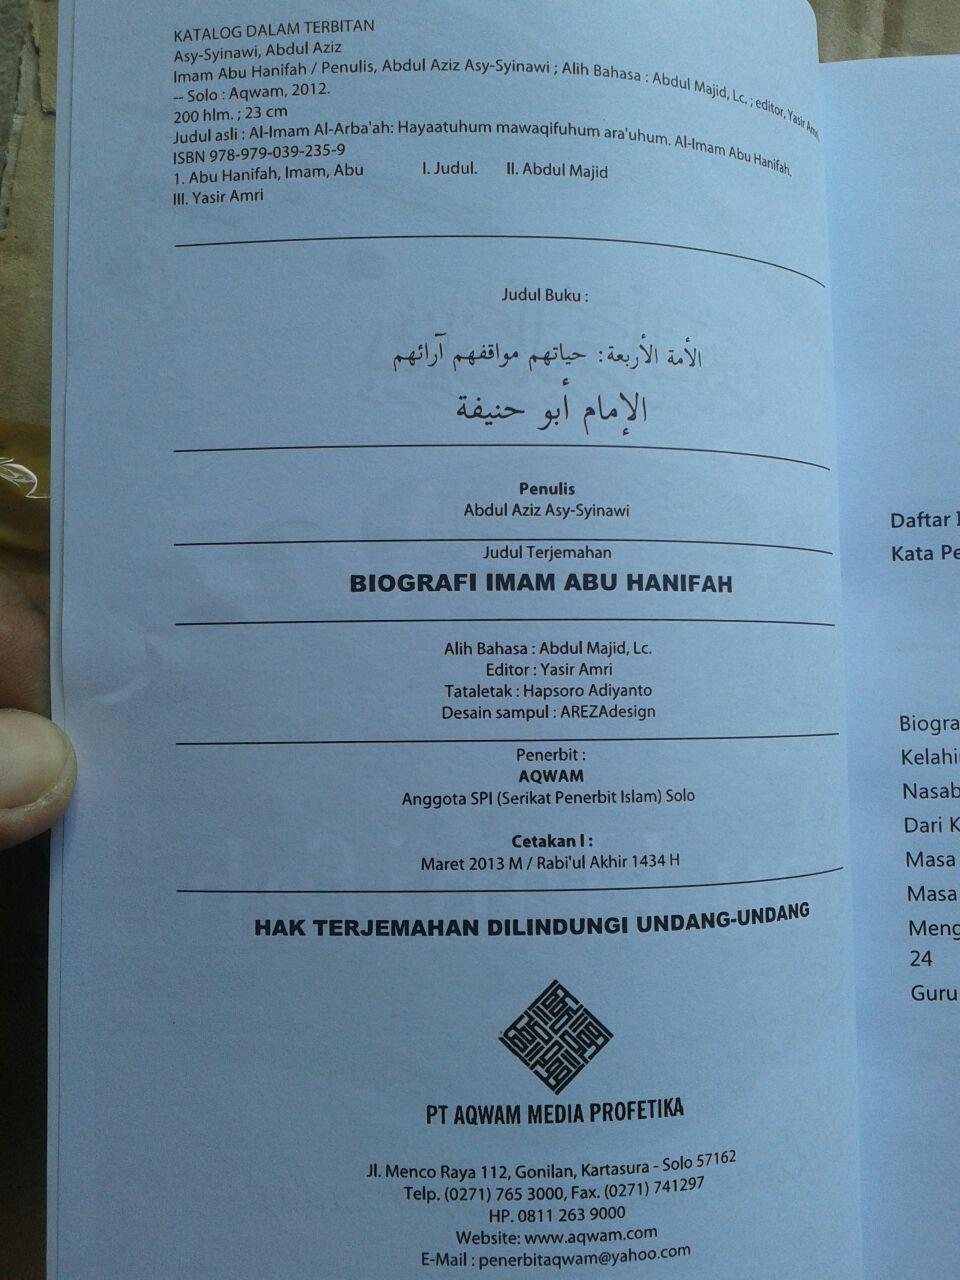 KATALOG DALAM TERBITAN
Asy-Syinawi, Abdul Aziz
Imam Abu Hanifah / Penulis, Abdul Aziz Asy-Syinawi ; Alih Bahasa : Abdul Majid, Lc. ; editor, Yasir Amri
-- Solo : Aqwam, 2012.
200 hlm. ; 23 cm
Judul asli : Al-Imam Al-Arba'ah: Hayaatuhum mawaqifuhum ara'uhum. Al-Imam Abu Hanifah.
ISBN 978-979-039-235-9
1. Abu Hanifah, Imam, Abu I. Judul. II. Abdul Majid
III. Yasir Amri
Judul Buku :
الأمة الأربعة: حياتهم مواقفهم آرائهم
الإمام أبو حنيفة
Penulis
Abdul Aziz Asy-Syinawi
Judul Terjemahan
BIOGRAFI IMAM ABU HANIFAH
Alih Bahasa : Abdul Majid, Lc.
Editor : Yasir Amri
Tataletak : Hapsoro Adiyanto
Desain sampul : AREZAdesign
Penerbit :
AQWAM
Anggota SPI (Serikat Penerbit Islam) Solo
Cetakan I :
Maret 2013 M / Rabi'ul Akhir 1434 H
HAK TERJEMAHAN DILINDUNGI UNDANG-UNDANG
PT AQWAM MEDIA PROFETIKA
Jl. Menco Raya 112, Gonilan, Kartasura - Solo 57162
Telp. (0271) 765 3000, Fax. (0271) 741297
HP. 0811 263 9000
Website: www.aqwam.com
E-Mail : penerbitaqwam@yahoo.com
Daftar
Kata Pe
Biogra
Kelahi
Nasab
Dari K
Masa
Masa
Meng
24
Guru